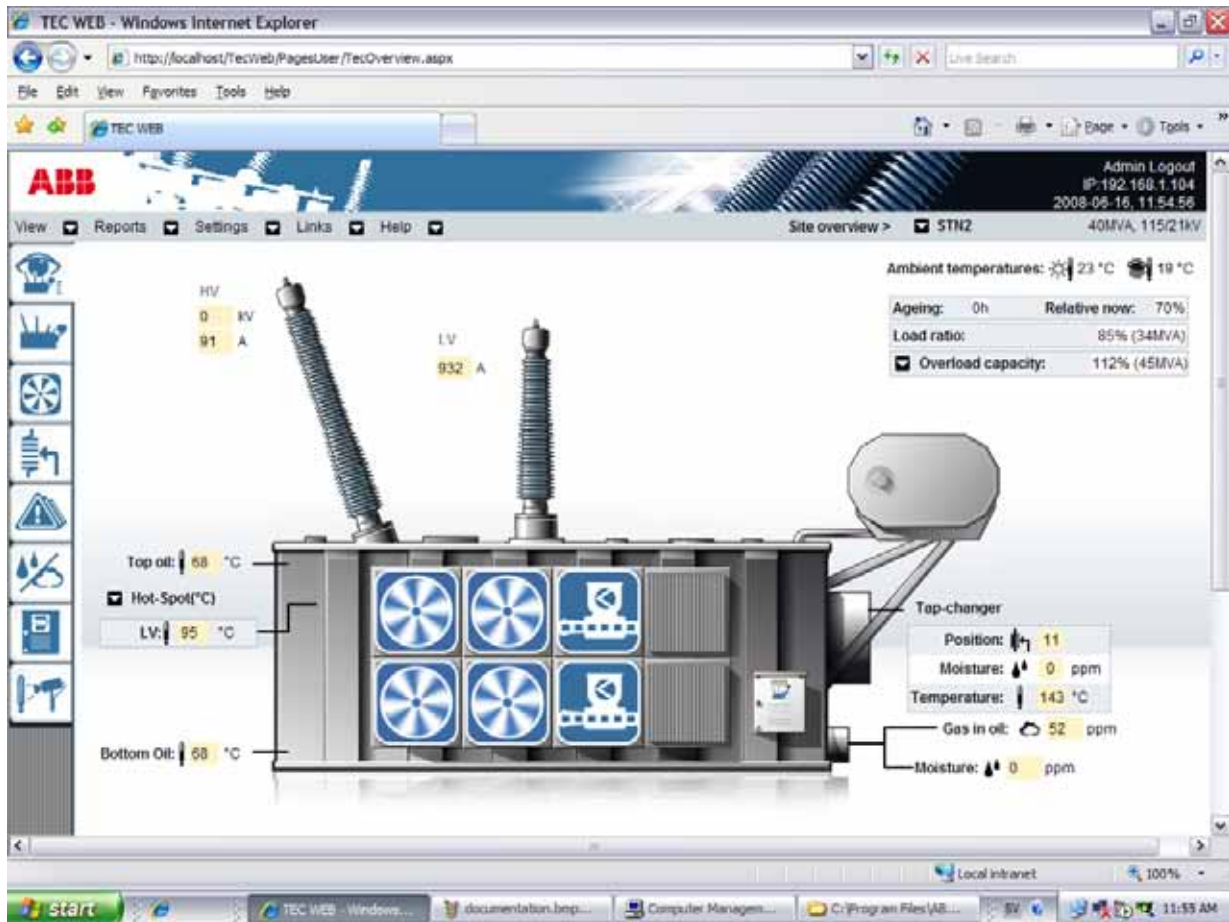 TEC WEB - Windows Internet Explorer
http://localhost/TecWeb/PagesUser/TecOverview.aspx
Live Search
File Edit View Favorites Tools Help
TEC WEB
Page Tools
ABB
Admin Logout
IP:192.168.1.104
2008-06-16, 11.54.56
View Reports Settings Links Help Site overview > STN2 40MVA, 115/21kV
Ambient temperatures: 23 °C 19 °C
Ageing: 0h Relative now: 70%
Load ratio: 85% (34MVA)
Overload capacity: 112% (45MVA)
HV
0 kV
91 A
LV
932 A
Top oil: 68 °C
Hot-Spot(°C)
LV: 95 °C
Bottom Oil: 68 °C
Tap-changer
Position: 11
Moisture: 0 ppm
Temperature: 143 °C
Gas in oil: 52 ppm
Moisture: 0 ppm
Local intranet 100%
start TEC WEB - Windows... documentation.bmp... Computer Managem... C:\Program Files\AB... SV 11:55 AM